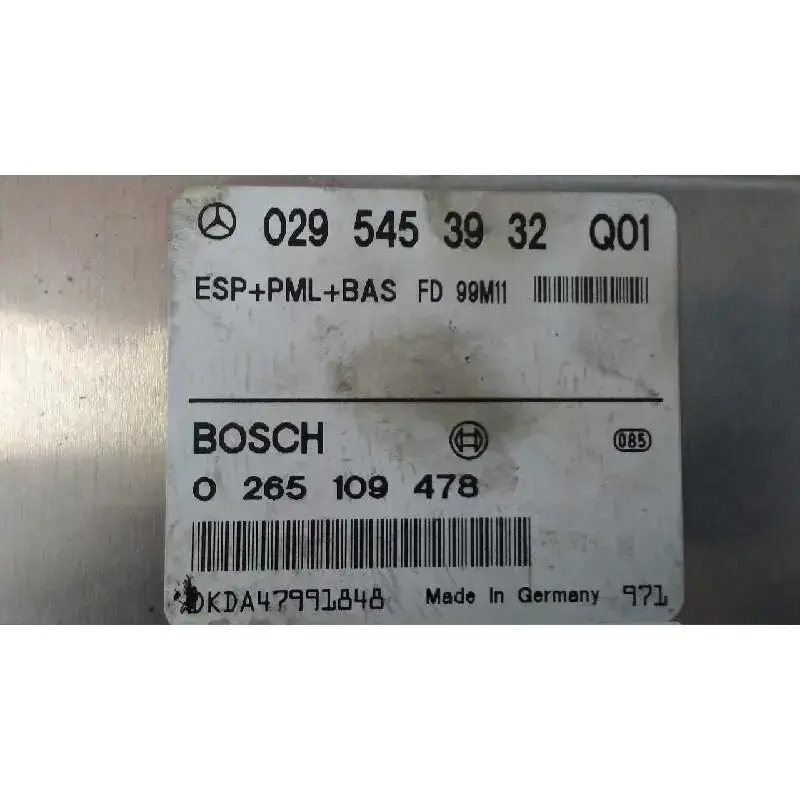 029 545 39 32 Q01
ESP+PML+BAS FD 99M11
BOSCH 085
0 265 109 478
DKDA47991848 Made In Germany 971